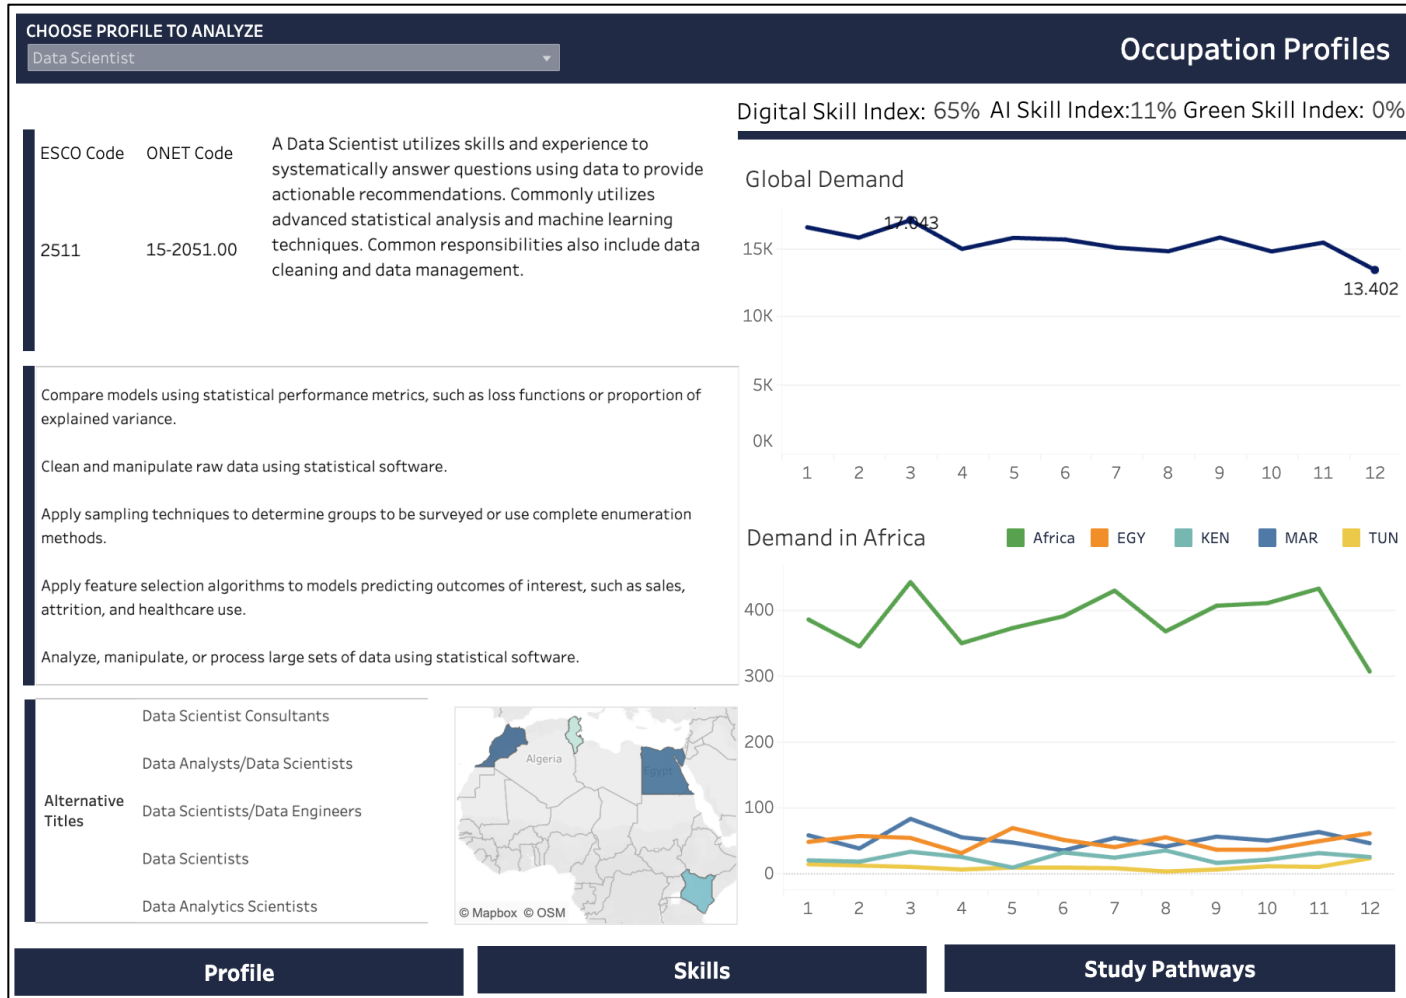 CHOOSE PROFILE TO ANALYZE
Data Scientist
Occupation Profiles
Digital Skill Index: 65% AI Skill Index:11% Green Skill Index: 0%
ESCO Code ONET Code
2511 15-2051.00
A Data Scientist utilizes skills and experience to
systematically answer questions using data to provide
actionable recommendations. Commonly utilizes
advanced statistical analysis and machine learning
techniques. Common responsibilities also include data
cleaning and data management.
Compare models using statistical performance metrics, such as loss functions or proportion of
explained variance.
Clean and manipulate raw data using statistical software.
Apply sampling techniques to determine groups to be surveyed or use complete enumeration
methods.
Apply feature selection algorithms to models predicting outcomes of interest, such as sales,
attrition, and healthcare use.
Analyze, manipulate, or process large sets of data using statistical software.
Alternative
Titles
Data Scientist Consultants
Data Analysts/Data Scientists
Data Scientists/Data Engineers
Data Scientists
Data Analytics Scientists
Algeria
Egypt
© Mapbox © OSM
Global Demand
17.043
13.402
15K
10K
5K
0K
1 2 3 4 5 6 7 8 9 10 11 12
Demand in Africa
Africa EGY KEN MAR TUN
400
300
200
100
0
1 2 3 4 5 6 7 8 9 10 11 12
Profile
Skills
Study Pathways